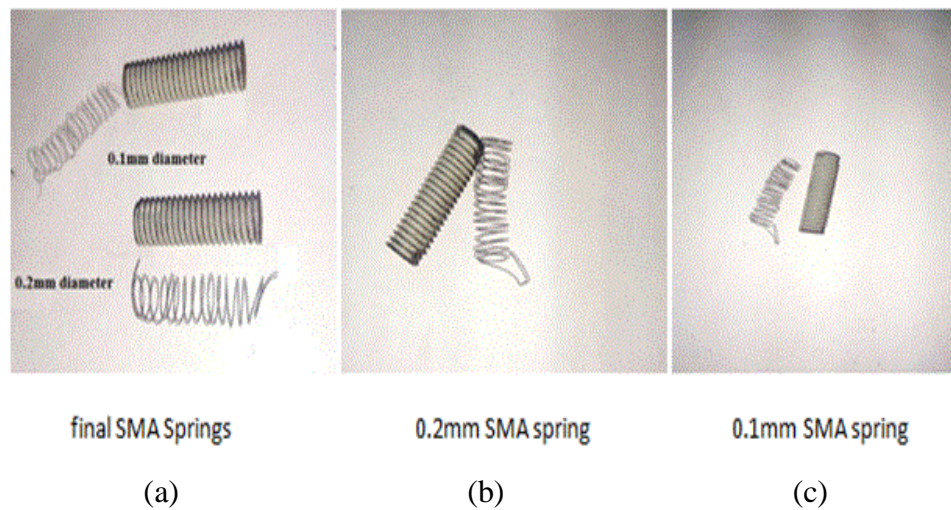 0.1mm diameter
0.2mm diameter
final SMA Springs
0.2mm SMA spring
0.1mm SMA spring
(a)
(b)
(c)